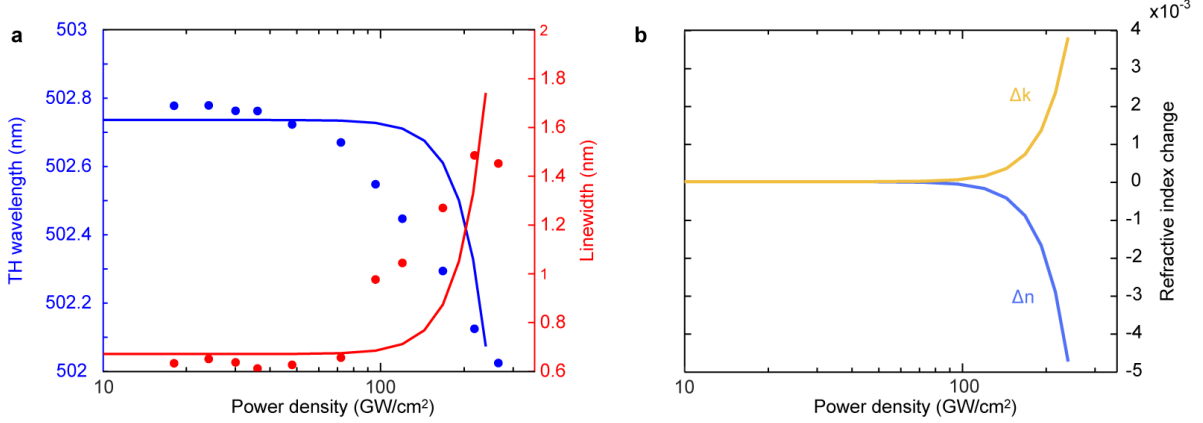 a
503
502.8
502.6
502.4
502.2
502
TH wavelength (nm)
2
1.8
1.6
1.4
1.2
1
0.8
0.6
Linewidth (nm)
10
100
Power density (GW/cm²)
b
x10⁻³
4
3
2
1
0
-1
-2
-3
-4
-5
Refractive index change
Δk
Δn
10
100
Power density (GW/cm²)